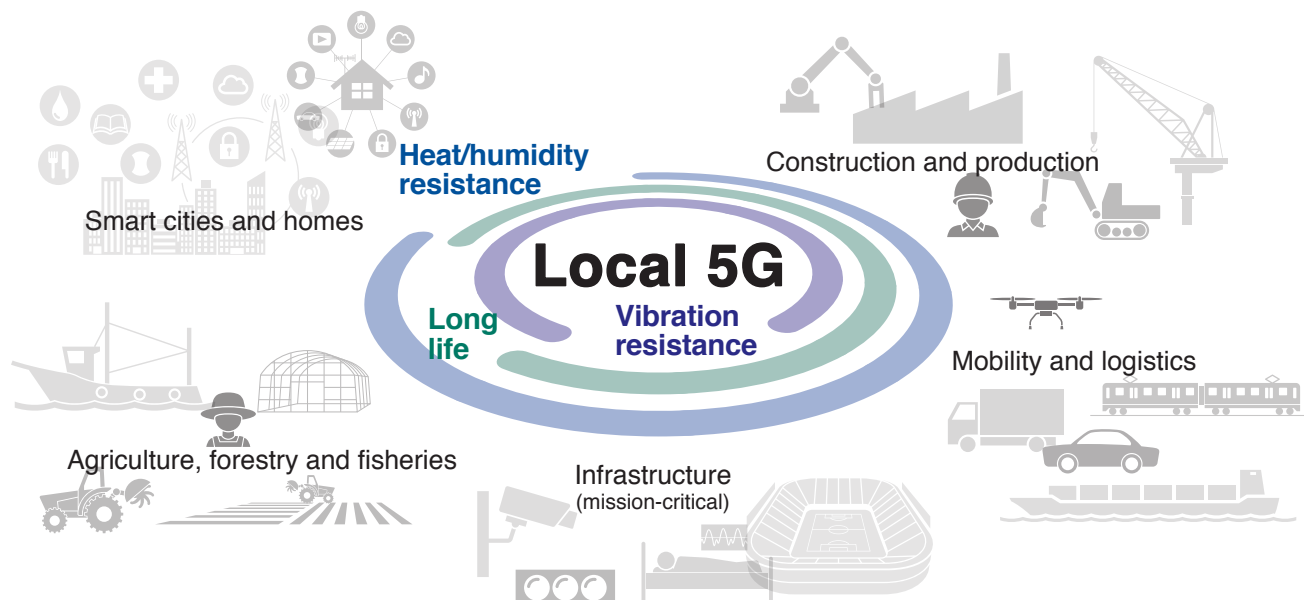 Heat/humidity
resistance
Construction and production
Smart cities and homes
Local 5G
Long
life
Vibration
resistance
Mobility and logistics
Agriculture, forestry and fisheries
Infrastructure
(mission-critical)